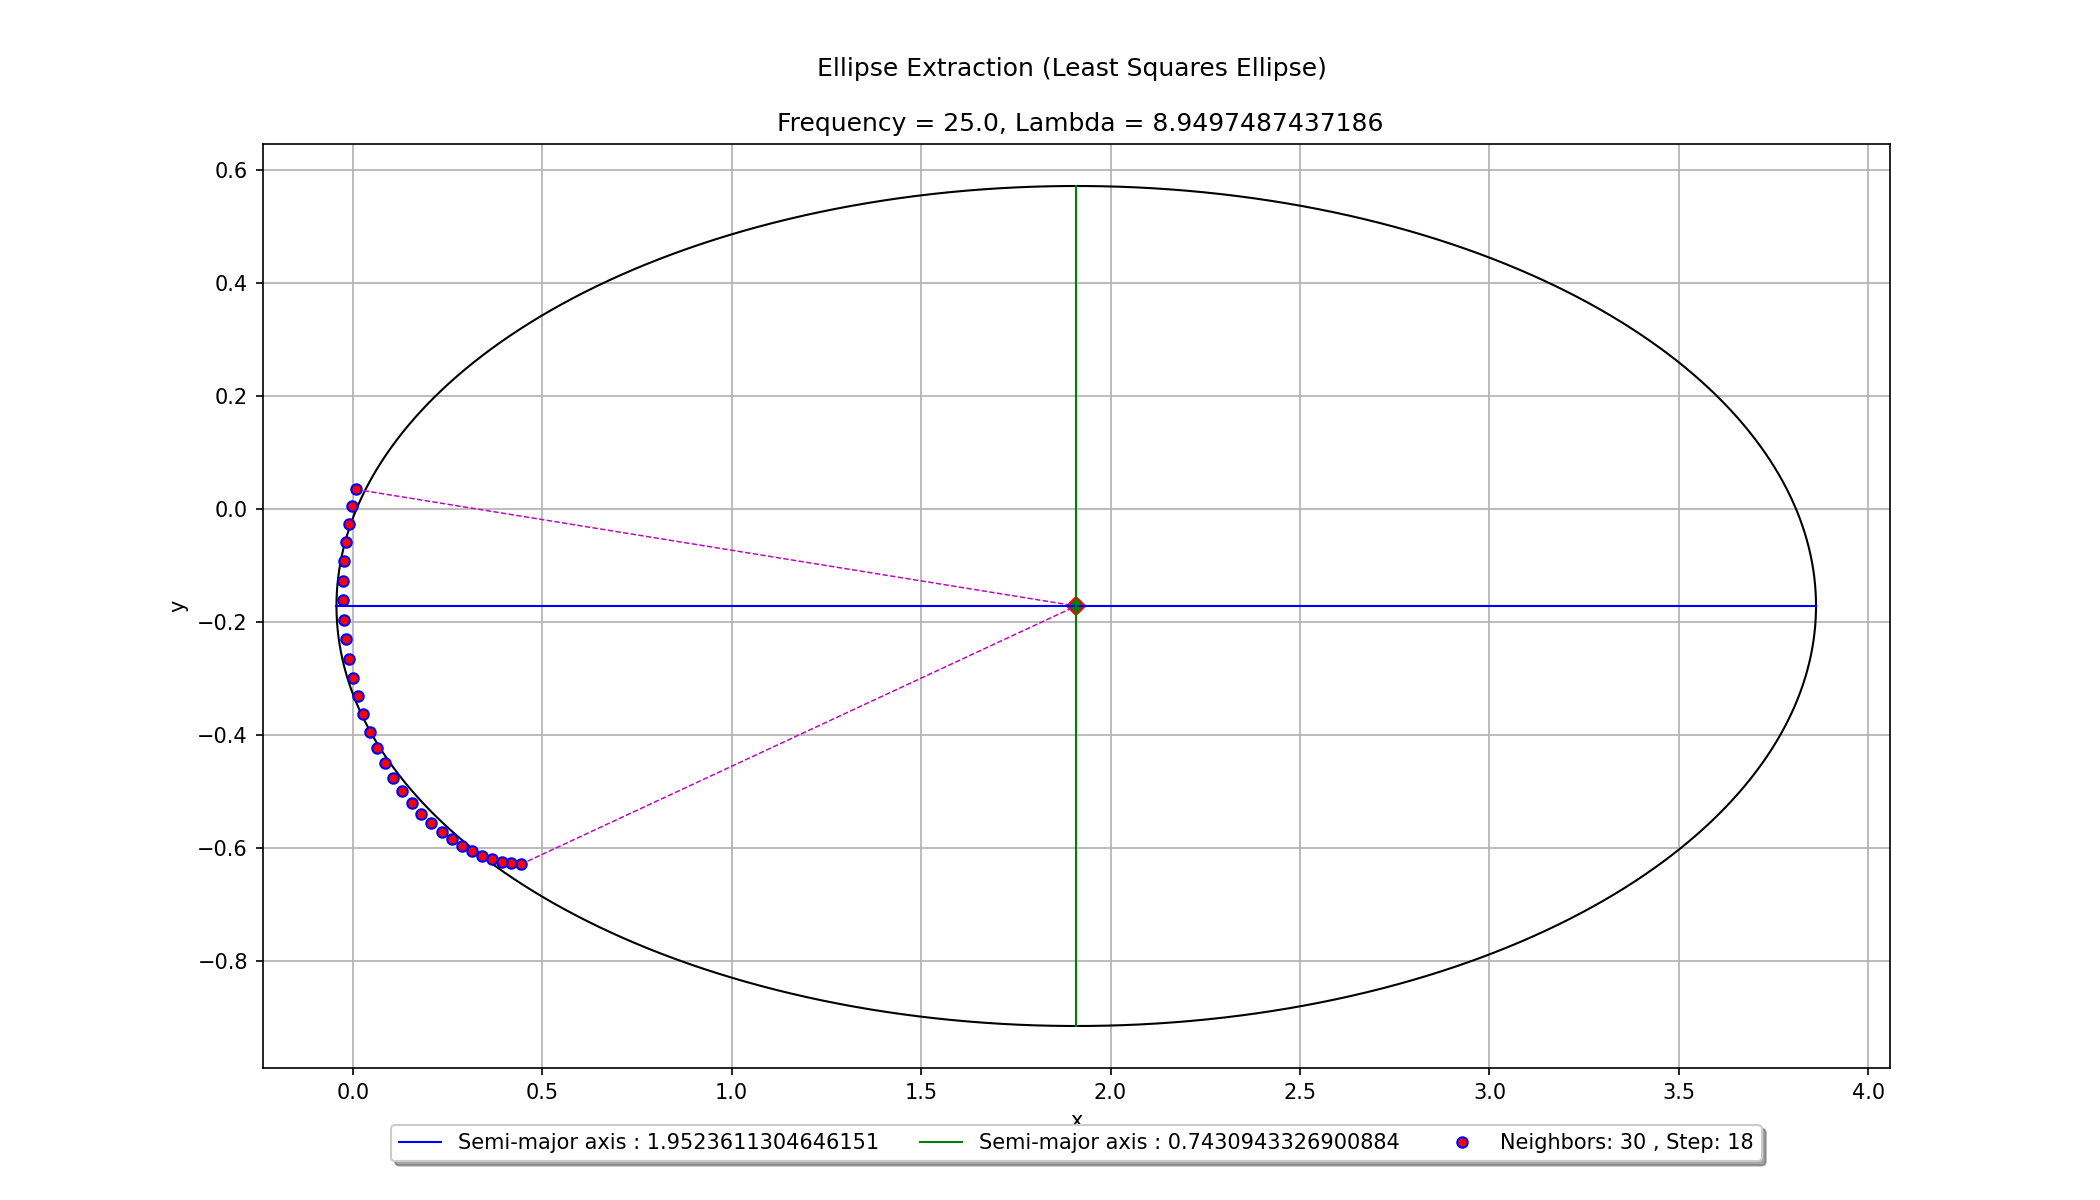 Ellipse Extraction (Least Squares Ellipse)
Frequency = 25.0, Lambda = 8.9497487437186
0.6
0.4
0.2
0.0
−0.2
−0.4
−0.6
−0.8
y
0.0 0.5 1.0 1.5 2.0 2.5 3.0 3.5 4.0
x
Semi-major axis : 1.9523611304646151 Semi-major axis : 0.7430943326900884 Neighbors: 30 , Step: 18